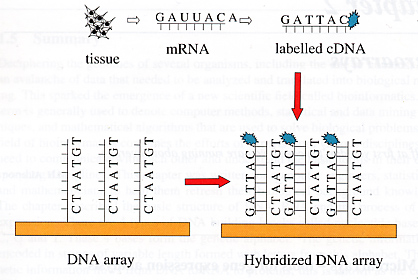 GAUUACA
GATTAC
tissue
mRNA
labelled cDNA
CTAATGT
CTAATGT
CTAATGT
GATTAC
CTAATGT
GATTAC
CTAATGT
GATTAC
CTAATGT
DNA array
Hybridized DNA array